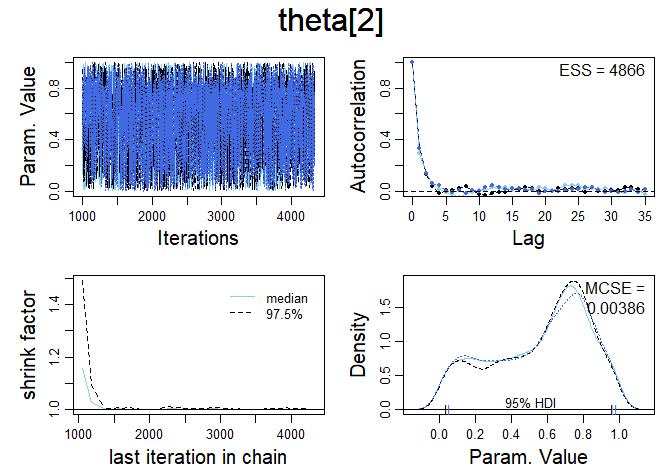 theta[2]
Param. Value
0.0 0.4 0.8
1000 2000 3000 4000
Iterations
Autocorrelation
0.0 0.4 0.8
ESS = 4866
0 5 10 15 20 25 30 35
Lag
shrink factor
1.0 1.2 1.4
median
97.5%
1000 2000 3000 4000
last iteration in chain
Density
0.0 0.5 1.0 1.5
MCSE =
0.00386
95% HDI
0.0 0.2 0.4 0.6 0.8 1.0
Param. Value